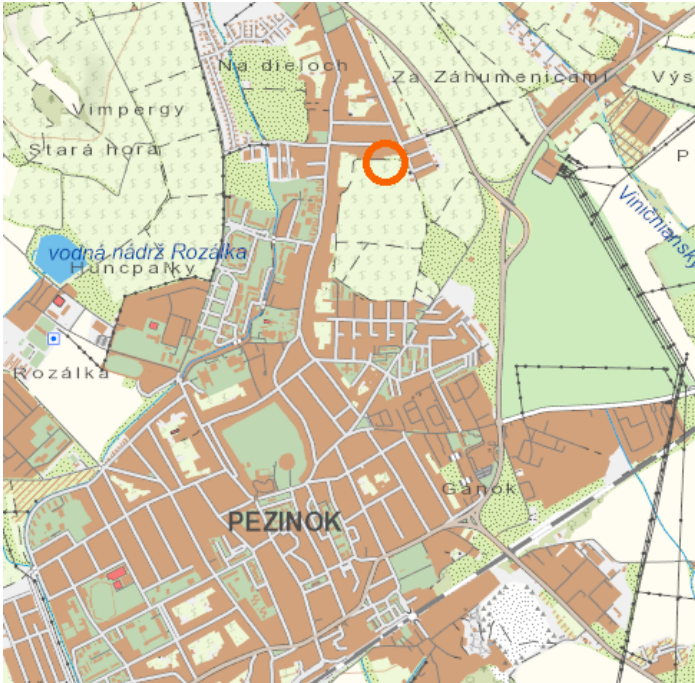 Na dieloch
Za Záhumenicami
Výs
Vimpergy
Stará hora
P
Viničniansky
vodná nádrž Rozálka
Huncpalky
Rozálka
Ganok
PEZINOK